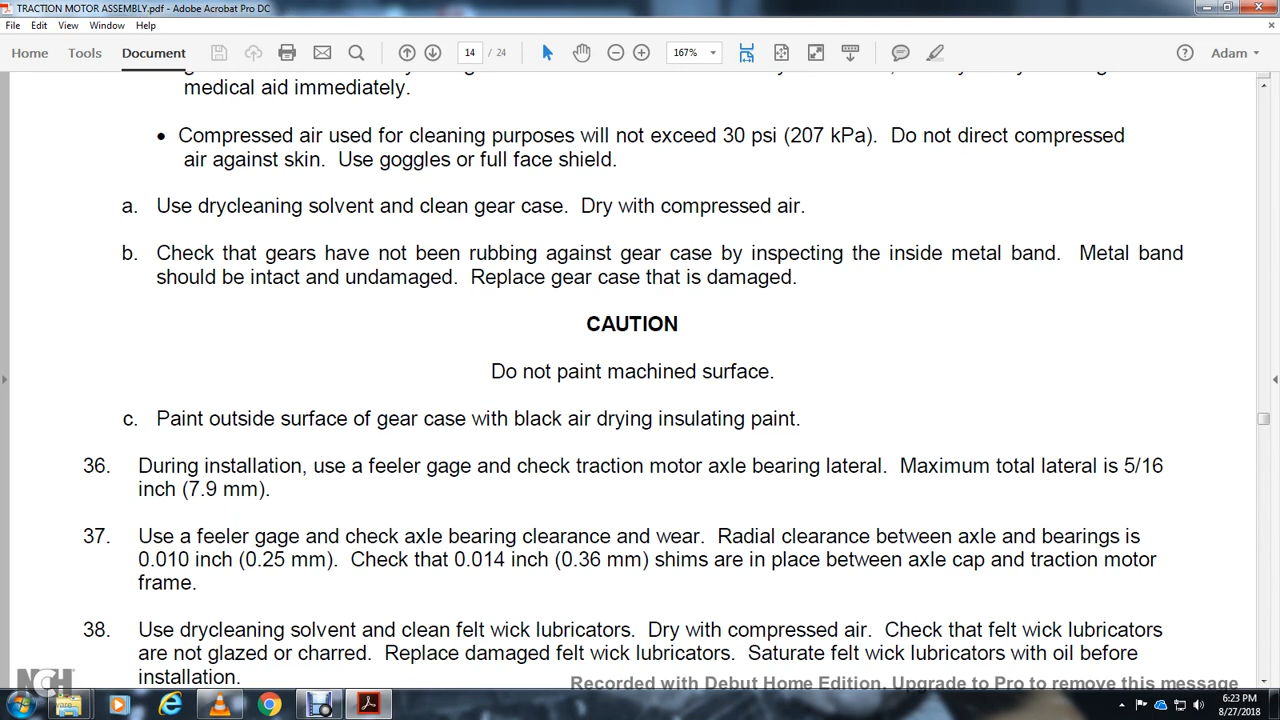 TRACTION MOTOR ASSEMBLY.pdf - Adobe Acrobat Pro DC
File Edit View Window Help
Home Tools Document 14 / 24 167% Adam
medical aid immediately.
• Compressed air used for cleaning purposes will not exceed 30 psi (207 kPa). Do not direct compressed
air against skin. Use goggles or full face shield.
a. Use drycleaning solvent and clean gear case. Dry with compressed air.
b. Check that gears have not been rubbing against gear case by inspecting the inside metal band. Metal band
should be intact and undamaged. Replace gear case that is damaged.
CAUTION
Do not paint machined surface.
c. Paint outside surface of gear case with black air drying insulating paint.
36. During installation, use a feeler gage and check traction motor axle bearing lateral. Maximum total lateral is 5/16
inch (7.9 mm).
37. Use a feeler gage and check axle bearing clearance and wear. Radial clearance between axle and bearings is
0.010 inch (0.25 mm). Check that 0.014 inch (0.36 mm) shims are in place between axle cap and traction motor
frame.
38. Use drycleaning solvent and clean felt wick lubricators. Dry with compressed air. Check that felt wick lubricators
are not glazed or charred. Replace damaged felt wick lubricators. Saturate felt wick lubricators with oil before
installation.
NCH
Recorded with Debut Home Edition. Upgrade to Pro to remove this message
6:23 PM
8/27/2018